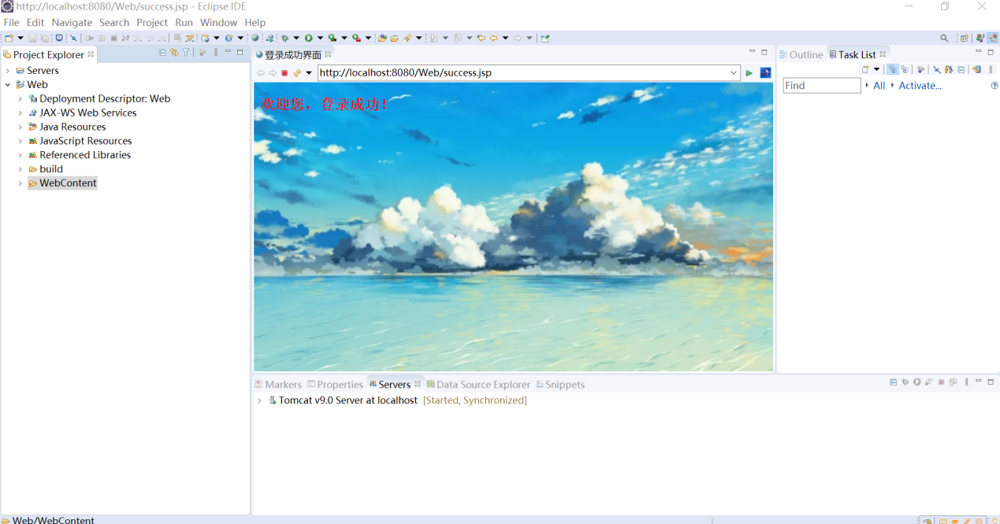 http://localhost:8080/Web/success.jsp - Eclipse IDE
File Edit Navigate Search Project Run Window Help
Project Explorer
Servers
Web
Deployment Descriptor: Web
JAX-WS Web Services
Java Resources
JavaScript Resources
Referenced Libraries
build
WebContent
登录成功界面
http://localhost:8080/Web/success.jsp
欢迎您，登录成功！
Outline Task List
Find All Activate...
Markers Properties Servers Data Source Explorer Snippets
Tomcat v9.0 Server at localhost [Started, Synchronized]
Web/WebContent